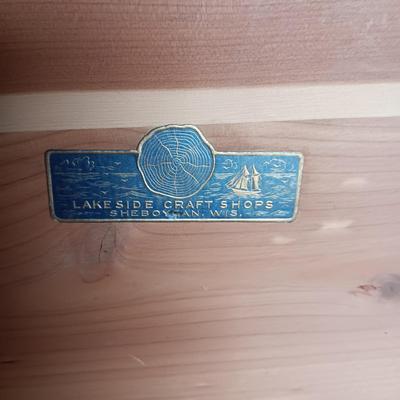 LAKESIDE CRAFT SHOPS
SHEBOYGAN, WIS.